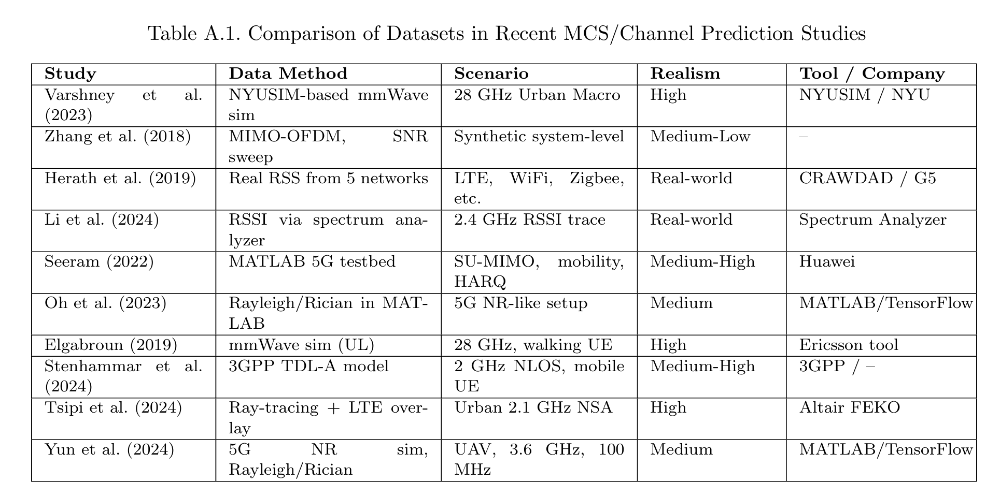 Table A.1. Comparison of Datasets in Recent MCS/Channel Prediction Studies
Study Data Method Scenario Realism Tool / Company
Varshney et al. NYUSIM-based mmWave 28 GHz Urban Macro High NYUSIM / NYU
(2023) sim
Zhang et al. (2018) MIMO-OFDM, SNR Synthetic system-level Medium-Low –
sweep
Herath et al. (2019) Real RSS from 5 networks LTE, WiFi, Zigbee, Real-world CRAWDAD / G5
etc.
Li et al. (2024) RSSI via spectrum ana- 2.4 GHz RSSI trace Real-world Spectrum Analyzer
lyzer
Seeram (2022) MATLAB 5G testbed SU-MIMO, mobility, Medium-High Huawei
HARQ
Oh et al. (2023) Rayleigh/Rician in MAT- 5G NR-like setup Medium MATLAB/TensorFlow
LAB
Elgabroun (2019) mmWave sim (UL) 28 GHz, walking UE High Ericsson tool
Stenhammar et al. 3GPP TDL-A model 2 GHz NLOS, mobile Medium-High 3GPP / –
(2024) UE
Tsipi et al. (2024) Ray-tracing + LTE over- Urban 2.1 GHz NSA High Altair FEKO
lay
Yun et al. (2024) 5G NR sim, UAV, 3.6 GHz, 100 Medium MATLAB/TensorFlow
Rayleigh/Rician MHz